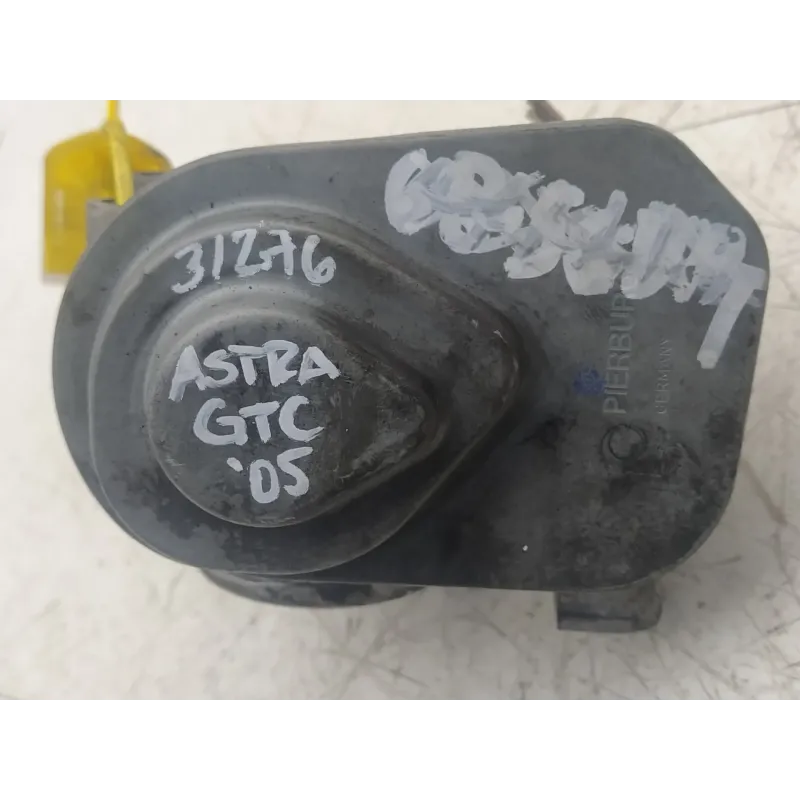 31276
ASTRA
GTC
'05
PIERBURG
GERMANY